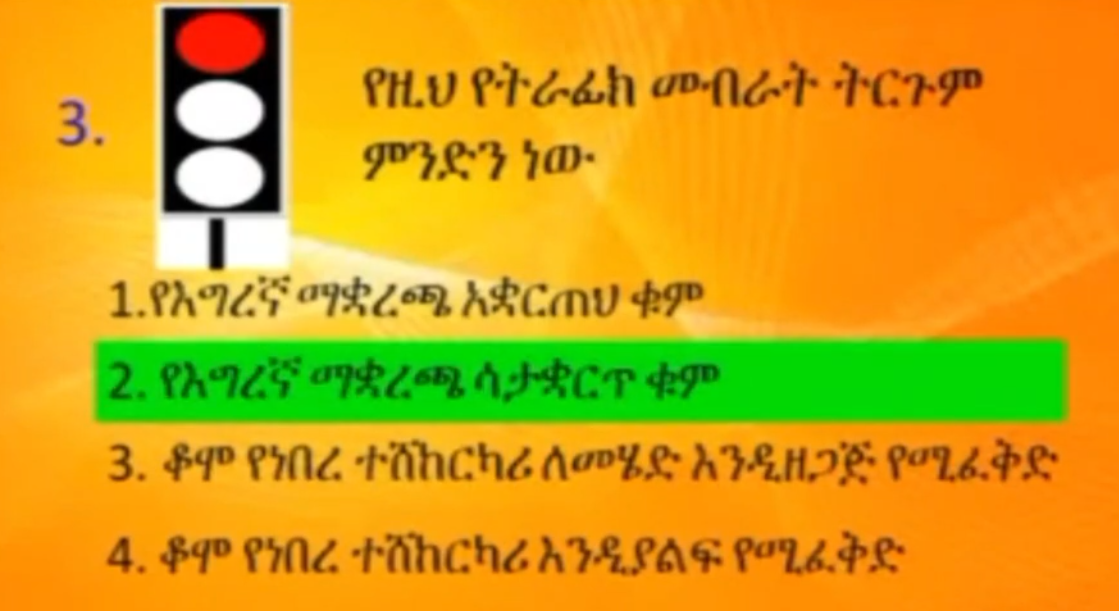 3.
የዚህ የትራፊክ መብራት ትርጉም
ምንድን ነው
1.የእግረኛ ማቋረጫ አቋርጠህ ቁም
2. የእግረኛ ማቋረጫ ሳታቋርጥ ቁም
3. ቆሞ የነበረ ተሽከርካሪ ለመሄድ እንዲዘጋጅ የሚፈቅድ
4. ቆሞ የነበረ ተሽከርካሪ እንዲያልፍ የሚፈቅድ